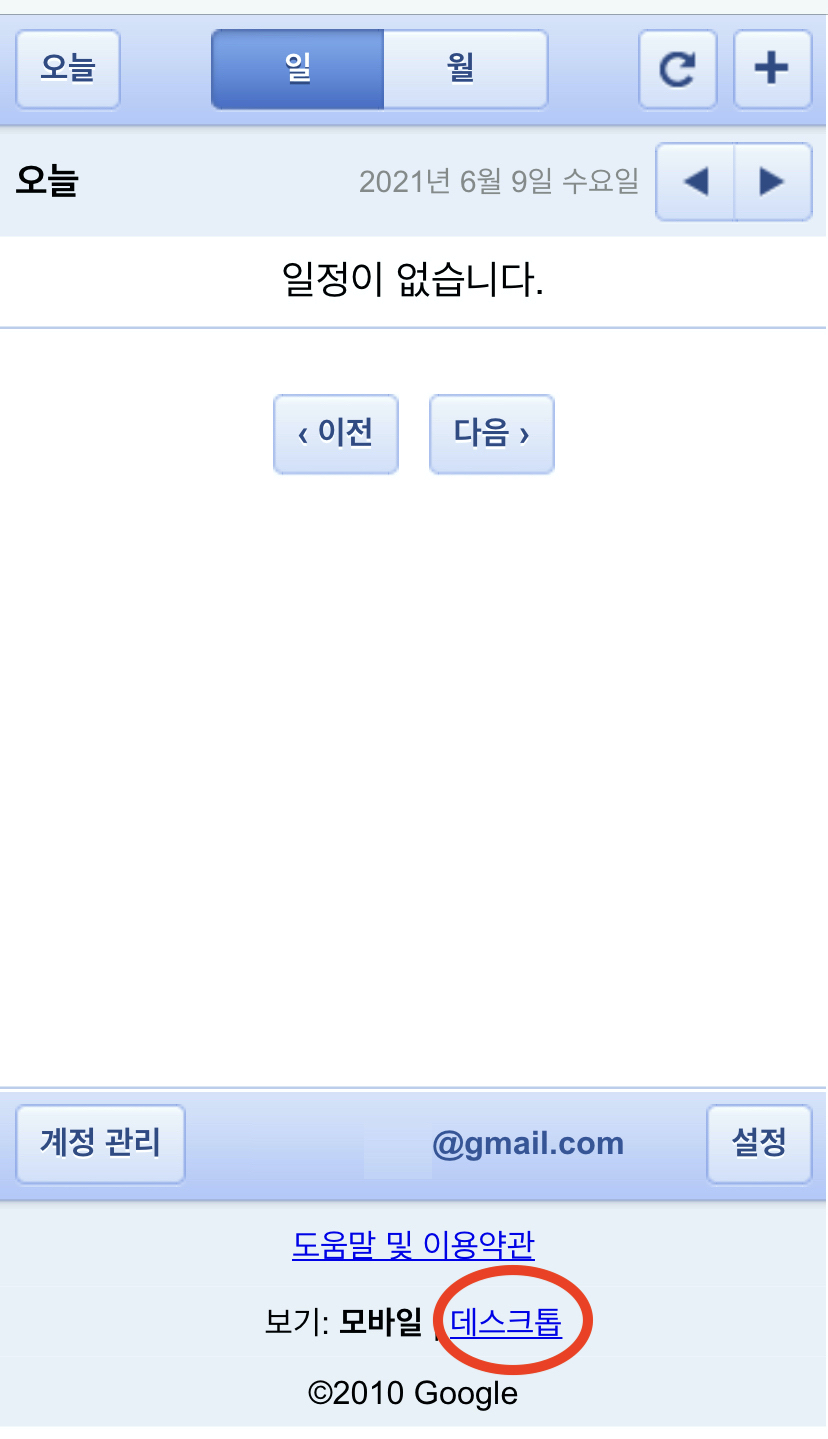 오늘 일 월
오늘 2021년 6월 9일 수요일
일정이 없습니다.
‹ 이전 다음 ›
계정 관리 @gmail.com 설정
도움말 및 이용약관
보기: 모바일 | 데스크톱
©2010 Google